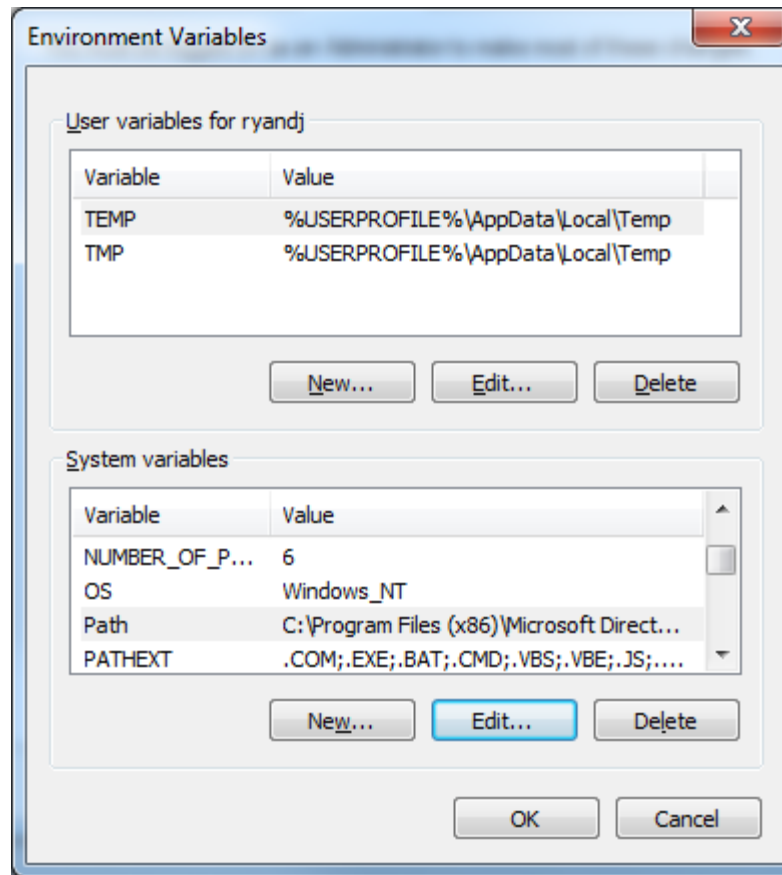 Environment Variables
User variables for ryandj
Variable Value
TEMP %USERPROFILE%\AppData\Local\Temp
TMP %USERPROFILE%\AppData\Local\Temp
New... Edit... Delete
System variables
Variable Value
NUMBER_OF_P... 6
OS Windows_NT
Path C:\Program Files (x86)\Microsoft Direct...
PATHEXT .COM;.EXE;.BAT;.CMD;.VBS;.VBE;.JS;....
New... Edit... Delete
OK Cancel